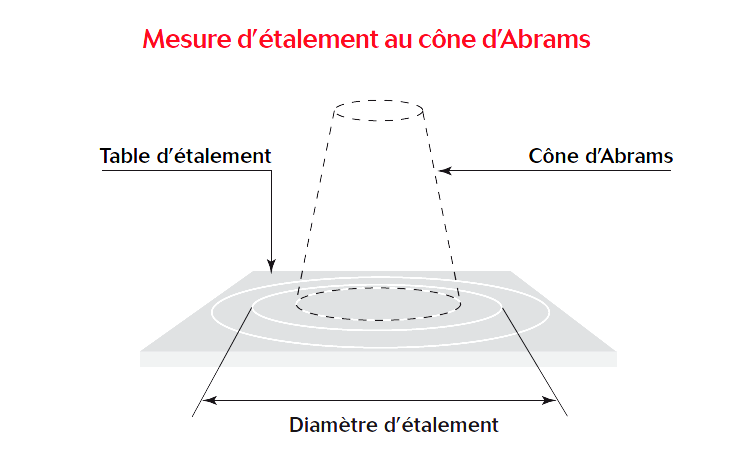 Mesure d’étalement au cône d’Abrams
Table d’étalement
Cône d’Abrams
Diamètre d’étalement